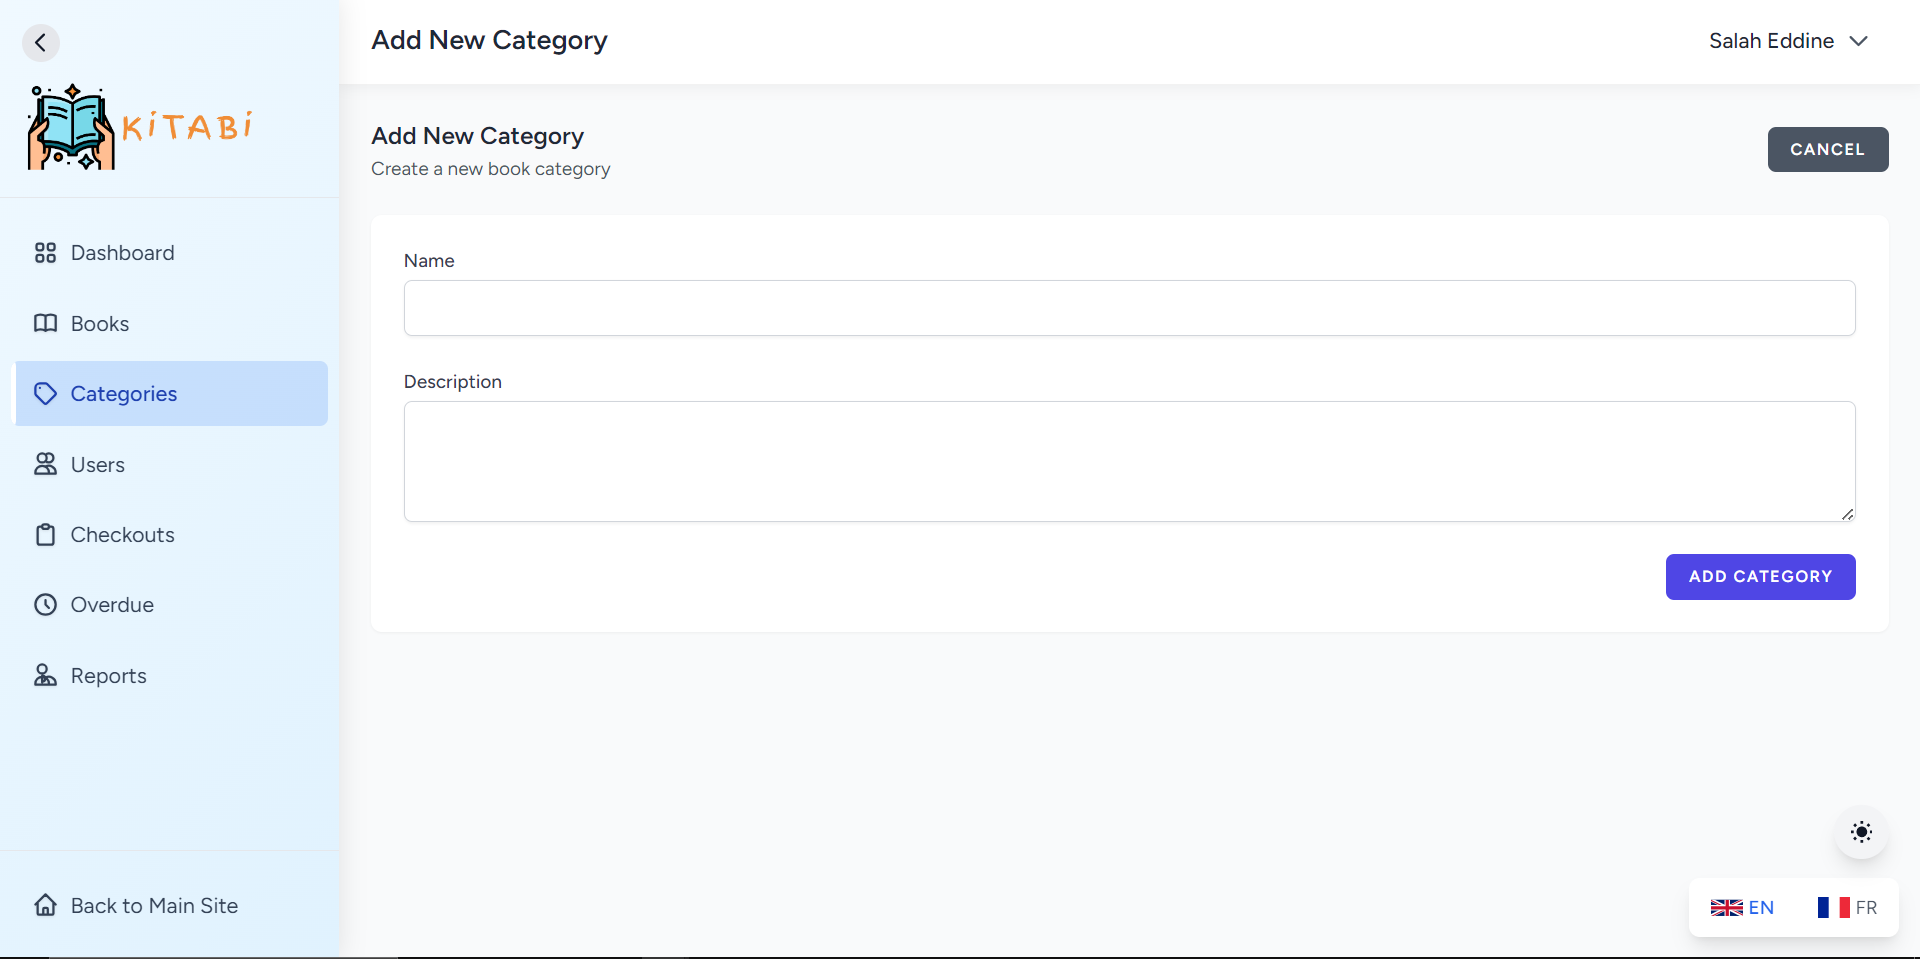 KiTABi
Dashboard
Books
Categories
Users
Checkouts
Overdue
Reports
Back to Main Site
Add New Category
Salah Eddine
Add New Category
Create a new book category
CANCEL
Name
Description
ADD CATEGORY
EN FR